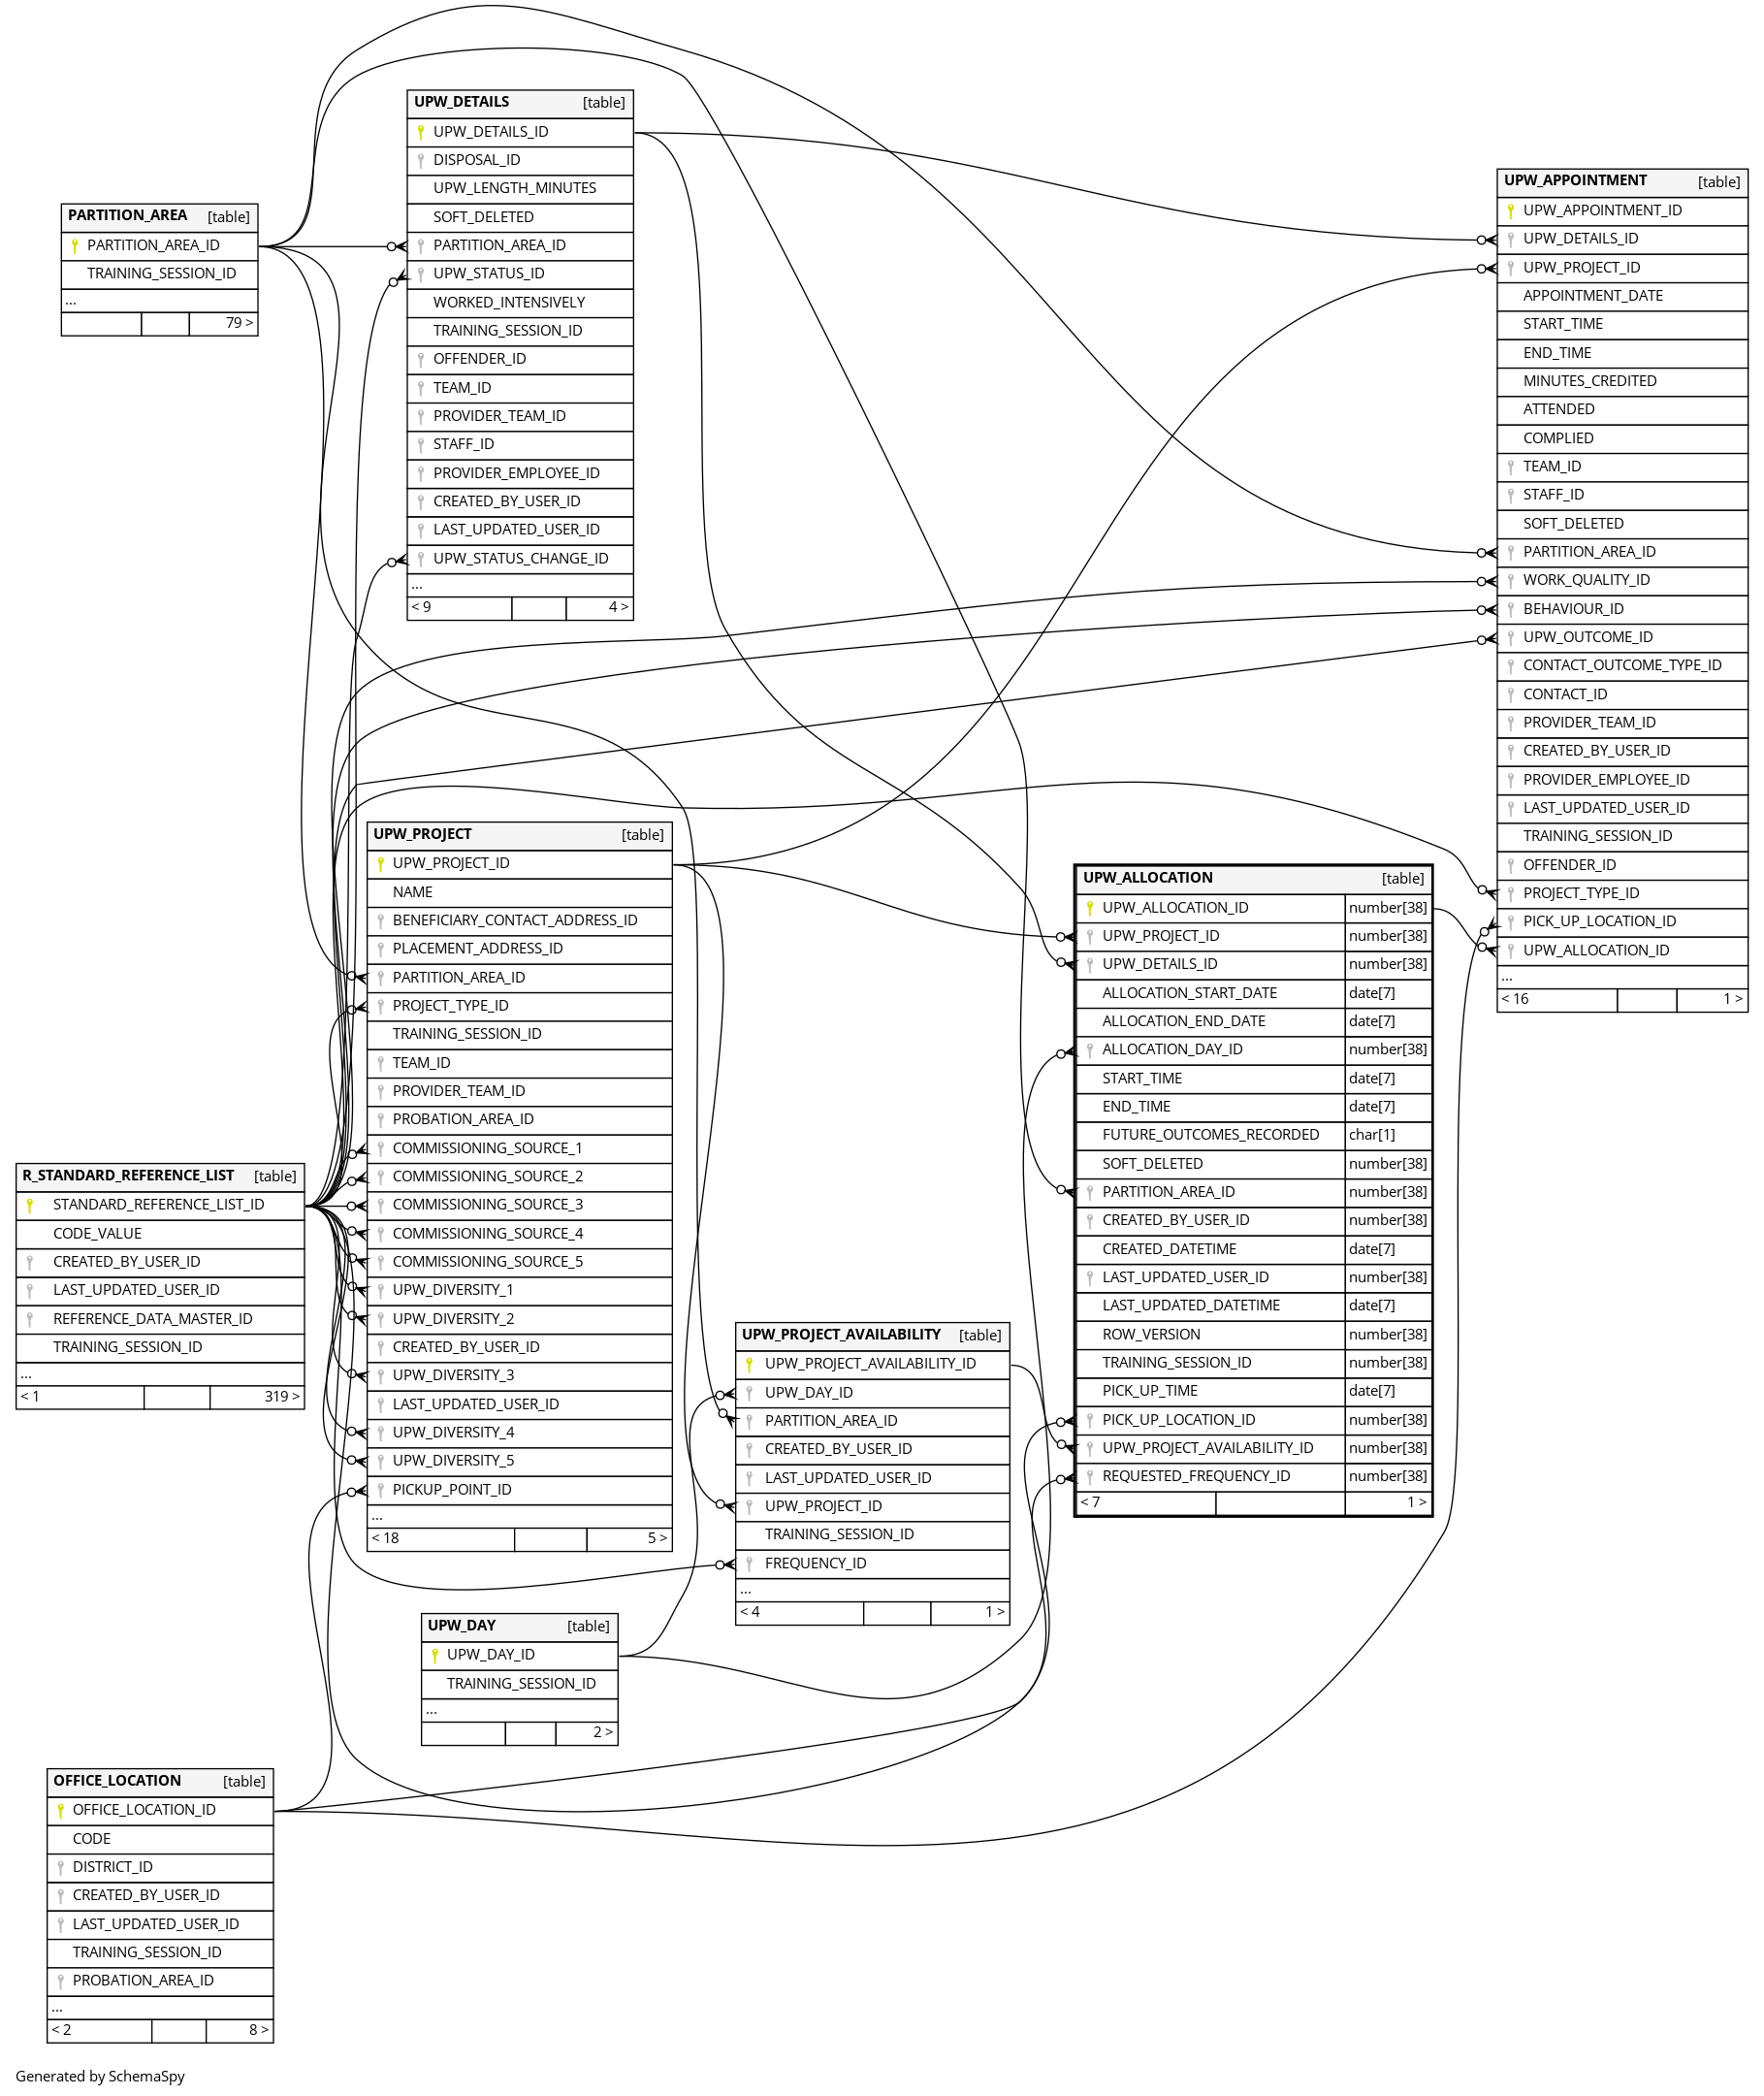 UPW_DETAILS [table]
UPW_DETAILS_ID
DISPOSAL_ID
UPW_LENGTH_MINUTES
SOFT_DELETED
PARTITION_AREA_ID
UPW_STATUS_ID
WORKED_INTENSIVELY
TRAINING_SESSION_ID
OFFENDER_ID
TEAM_ID
PROVIDER_TEAM_ID
STAFF_ID
PROVIDER_EMPLOYEE_ID
CREATED_BY_USER_ID
LAST_UPDATED_USER_ID
UPW_STATUS_CHANGE_ID
...
< 9 4 >
UPW_APPOINTMENT [table]
UPW_APPOINTMENT_ID
UPW_DETAILS_ID
UPW_PROJECT_ID
APPOINTMENT_DATE
START_TIME
END_TIME
MINUTES_CREDITED
ATTENDED
COMPLIED
TEAM_ID
STAFF_ID
SOFT_DELETED
PARTITION_AREA_ID
WORK_QUALITY_ID
BEHAVIOUR_ID
UPW_OUTCOME_ID
CONTACT_OUTCOME_TYPE_ID
CONTACT_ID
PROVIDER_TEAM_ID
CREATED_BY_USER_ID
PROVIDER_EMPLOYEE_ID
LAST_UPDATED_USER_ID
TRAINING_SESSION_ID
OFFENDER_ID
PROJECT_TYPE_ID
PICK_UP_LOCATION_ID
UPW_ALLOCATION_ID
...
< 16 1 >
PARTITION_AREA [table]
PARTITION_AREA_ID
TRAINING_SESSION_ID
...
79 >
UPW_PROJECT [table]
UPW_PROJECT_ID
NAME
BENEFICIARY_CONTACT_ADDRESS_ID
PLACEMENT_ADDRESS_ID
PARTITION_AREA_ID
PROJECT_TYPE_ID
TRAINING_SESSION_ID
TEAM_ID
PROVIDER_TEAM_ID
PROBATION_AREA_ID
COMMISSIONING_SOURCE_1
COMMISSIONING_SOURCE_2
COMMISSIONING_SOURCE_3
COMMISSIONING_SOURCE_4
COMMISSIONING_SOURCE_5
UPW_DIVERSITY_1
UPW_DIVERSITY_2
CREATED_BY_USER_ID
UPW_DIVERSITY_3
LAST_UPDATED_USER_ID
UPW_DIVERSITY_4
UPW_DIVERSITY_5
PICKUP_POINT_ID
...
< 18 5 >
UPW_ALLOCATION [table]
UPW_ALLOCATION_ID number[38]
UPW_PROJECT_ID number[38]
UPW_DETAILS_ID number[38]
ALLOCATION_START_DATE date[7]
ALLOCATION_END_DATE date[7]
ALLOCATION_DAY_ID number[38]
START_TIME date[7]
END_TIME date[7]
FUTURE_OUTCOMES_RECORDED char[1]
SOFT_DELETED number[38]
PARTITION_AREA_ID number[38]
CREATED_BY_USER_ID number[38]
CREATED_DATETIME date[7]
LAST_UPDATED_USER_ID number[38]
LAST_UPDATED_DATETIME date[7]
ROW_VERSION number[38]
TRAINING_SESSION_ID number[38]
PICK_UP_TIME date[7]
PICK_UP_LOCATION_ID number[38]
UPW_PROJECT_AVAILABILITY_ID number[38]
REQUESTED_FREQUENCY_ID number[38]
< 7 1 >
R_STANDARD_REFERENCE_LIST [table]
STANDARD_REFERENCE_LIST_ID
CODE_VALUE
CREATED_BY_USER_ID
LAST_UPDATED_USER_ID
REFERENCE_DATA_MASTER_ID
TRAINING_SESSION_ID
...
< 1 319 >
UPW_PROJECT_AVAILABILITY [table]
UPW_PROJECT_AVAILABILITY_ID
UPW_DAY_ID
PARTITION_AREA_ID
CREATED_BY_USER_ID
LAST_UPDATED_USER_ID
UPW_PROJECT_ID
TRAINING_SESSION_ID
FREQUENCY_ID
...
< 4 1 >
UPW_DAY [table]
UPW_DAY_ID
TRAINING_SESSION_ID
...
2 >
OFFICE_LOCATION [table]
OFFICE_LOCATION_ID
CODE
DISTRICT_ID
CREATED_BY_USER_ID
LAST_UPDATED_USER_ID
TRAINING_SESSION_ID
PROBATION_AREA_ID
...
< 2 8 >
Generated by SchemaSpy